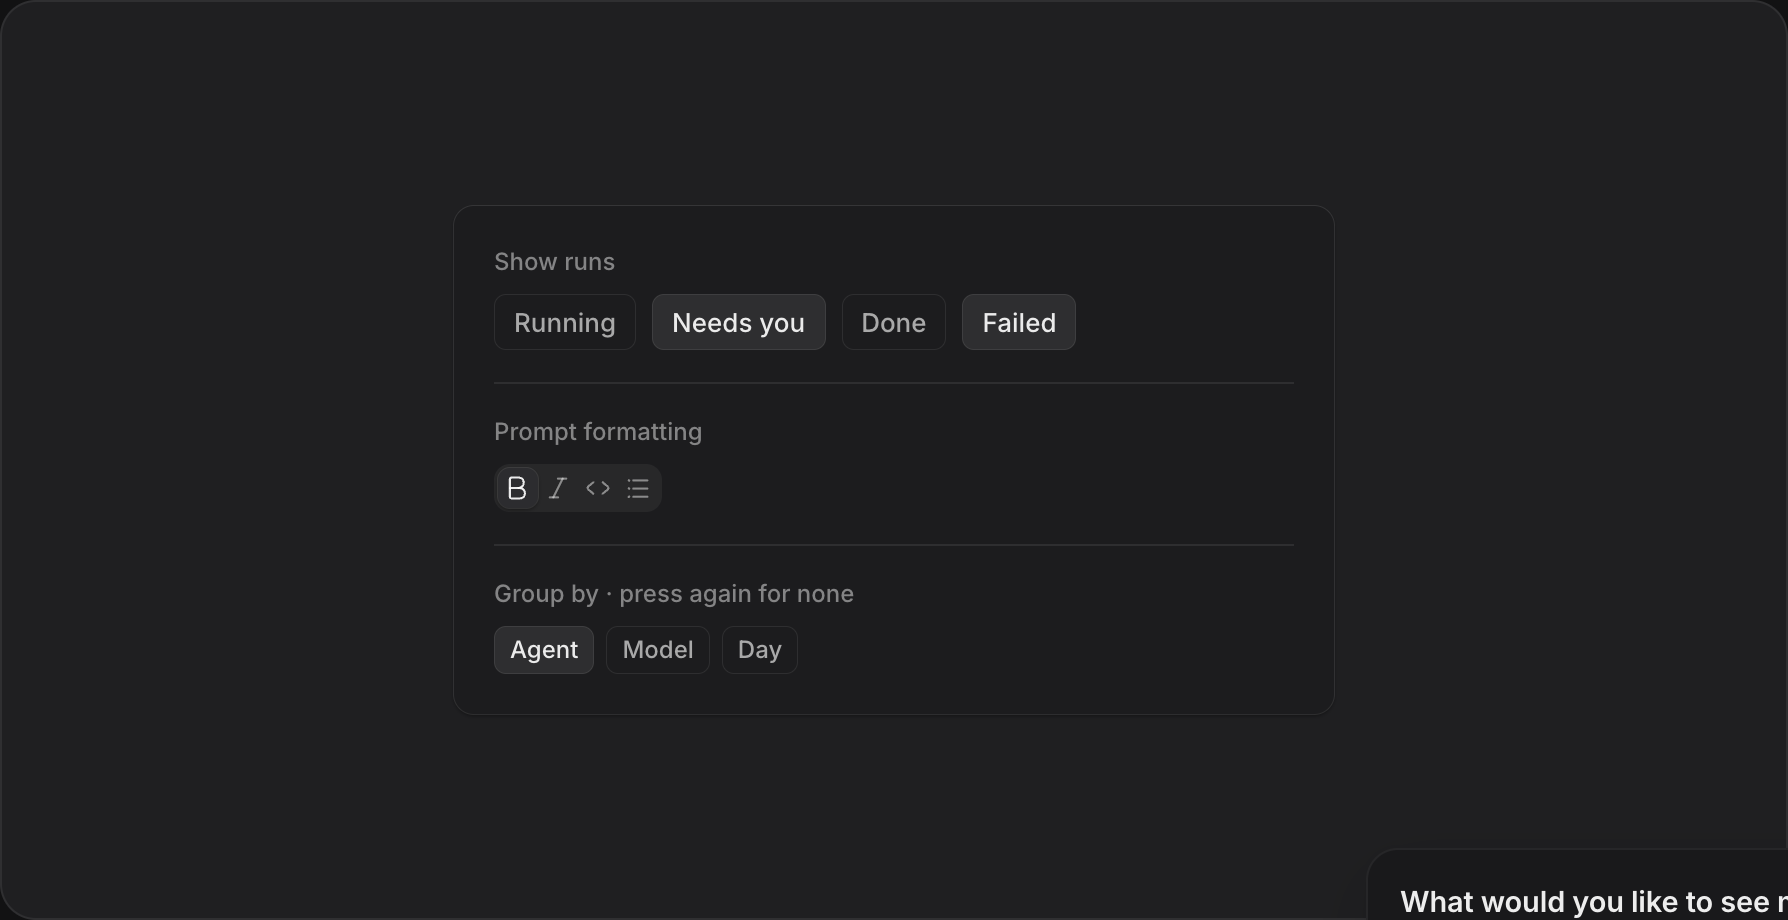 Show runs
Running Needs you Done Failed
Prompt formatting
B I <>
Group by · press again for none
Agent Model Day
What would you like to see